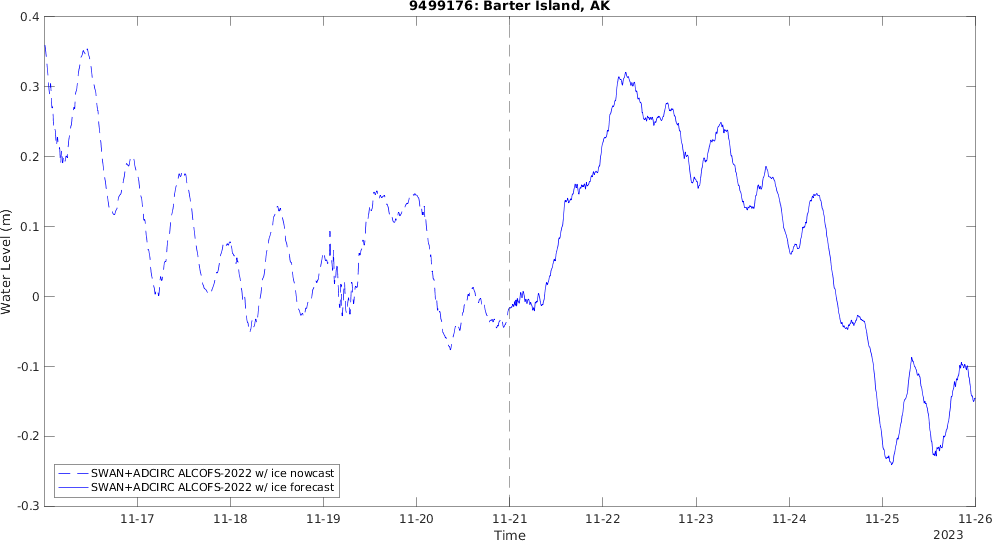 9499176: Barter Island, AK
0.4
0.3
0.2
0.1
0
-0.1
-0.2
-0.3
Water Level (m)
SWAN+ADCIRC ALCOFS-2022 w/ ice nowcast
SWAN+ADCIRC ALCOFS-2022 w/ ice forecast
11-17 11-18 11-19 11-20 11-21 11-22 11-23 11-24 11-25 11-26
Time
2023